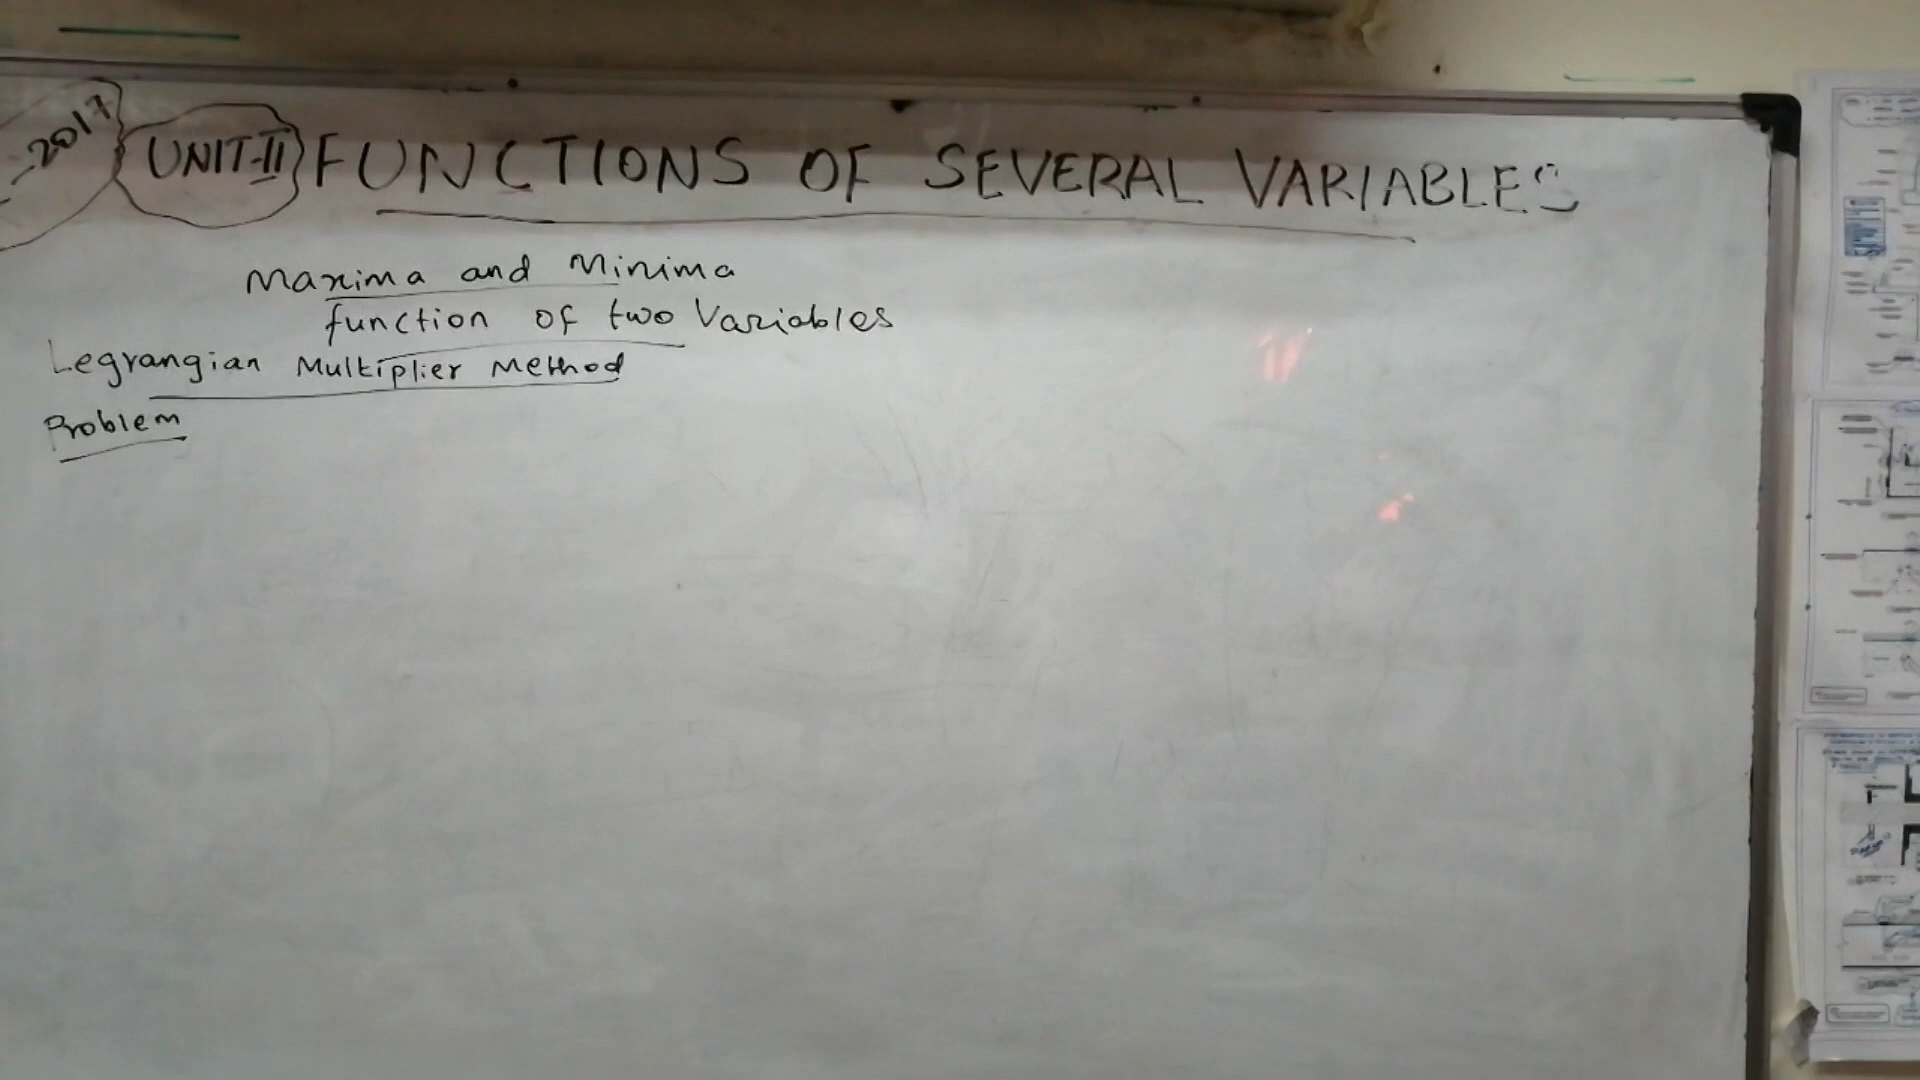 -2017
UNIT-II FUNCTIONS OF SEVERAL VARIABLES
Maxima and Minima
function of two Variables
Legrangian Multiplier Method
Problem